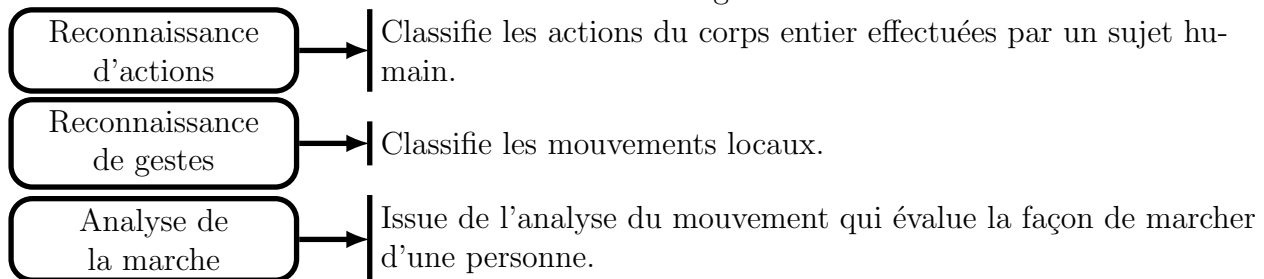 Reconnaissance
d'actions
Classifie les actions du corps entier effectuées par un sujet hu-
main.
Reconnaissance
de gestes
Classifie les mouvements locaux.
Analyse de
la marche
Issue de l'analyse du mouvement qui évalue la façon de marcher
d'une personne.